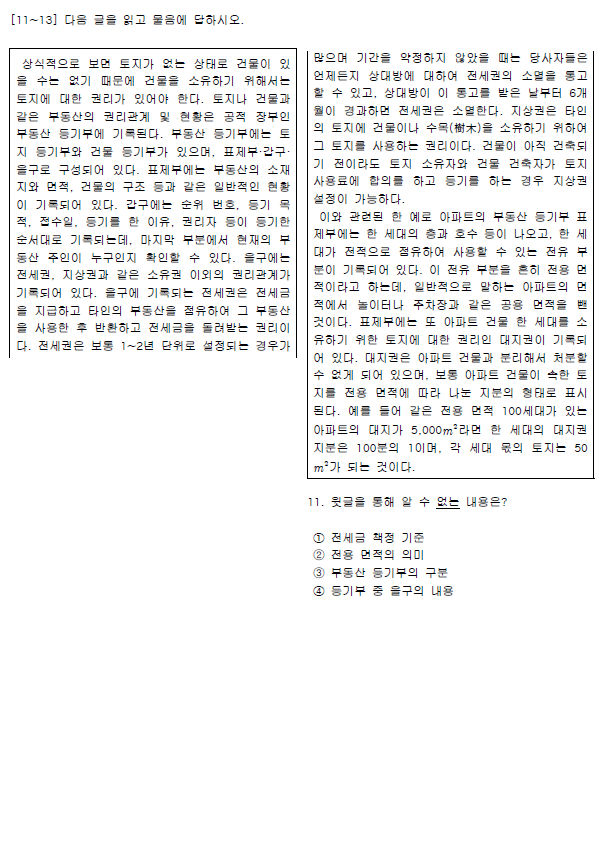 [11~13] 다음 글을 읽고 물음에 답하시오.
상식적으로 보면 토지가 없는 상태로 건물이 있
을 수는 없기 때문에 건물을 소유하기 위해서는
토지에 대한 권리가 있어야 한다. 토지나 건물과
같은 부동산의 권리관계 및 현황은 공적 장부인
부동산 등기부에 기록된다. 부동산 등기부에는 토
지 등기부와 건물 등기부가 있으며, 표제부·갑구·
을구로 구성되어 있다. 표제부에는 부동산의 소재
지와 면적, 건물의 구조 등과 같은 일반적인 현황
이 기록되어 있다. 갑구에는 순위 번호, 등기 목
적, 접수일, 등기를 한 이유, 권리자 등이 등기한
순서대로 기록되는데, 마지막 부분에서 현재의 부
동산 주인이 누구인지 확인할 수 있다. 을구에는
전세권, 지상권과 같은 소유권 이외의 권리관계가
기록되어 있다. 을구에 기록되는 전세권은 전세금
을 지급하고 타인의 부동산을 점유하여 그 부동산
을 사용한 후 반환하고 전세금을 돌려받는 권리이
다. 전세권은 보통 1~2년 단위로 설정되는 경우가
많으며 기간을 약정하지 않았을 때는 당사자들은
언제든지 상대방에 대하여 전세권의 소멸을 통고
할 수 있고, 상대방이 이 통고를 받은 날부터 6개
월이 경과하면 전세권은 소멸한다. 지상권은 타인
의 토지에 건물이나 수목(樹木)을 소유하기 위하여
그 토지를 사용하는 권리이다. 건물이 아직 건축되
기 전이라도 토지 소유자와 건물 건축자가 토지
사용료에 합의를 하고 등기를 하는 경우 지상권
설정이 가능하다.
이와 관련된 한 예로 아파트의 부동산 등기부 표
제부에는 한 세대의 층과 호수 등이 나오고, 한 세
대가 전적으로 점유하여 사용할 수 있는 전유 부
분이 기록되어 있다. 이 전유 부분을 흔히 전용 면
적이라고 하는데, 일반적으로 말하는 아파트의 면
적에서 놀이터나 주차장과 같은 공용 면적을 뺀
것이다. 표제부에는 또 아파트 건물 한 세대를 소
유하기 위한 토지에 대한 권리인 대지권이 기록되
어 있다. 대지권은 아파트 건물과 분리해서 처분할
수 없게 되어 있으며, 보통 아파트 건물이 속한 토
지를 전용 면적에 따라 나눈 지분의 형태로 표시
된다. 예를 들어 같은 전용 면적 100세대가 있는
아파트의 대지가 5,000㎡라면 한 세대의 대지권
지분은 100분의 1이며, 각 세대 몫의 토지는 50
㎡가 되는 것이다.
11. 윗글을 통해 알 수 없는 내용은?
① 전세금 책정 기준
② 전용 면적의 의미
③ 부동산 등기부의 구분
④ 등기부 중 을구의 내용